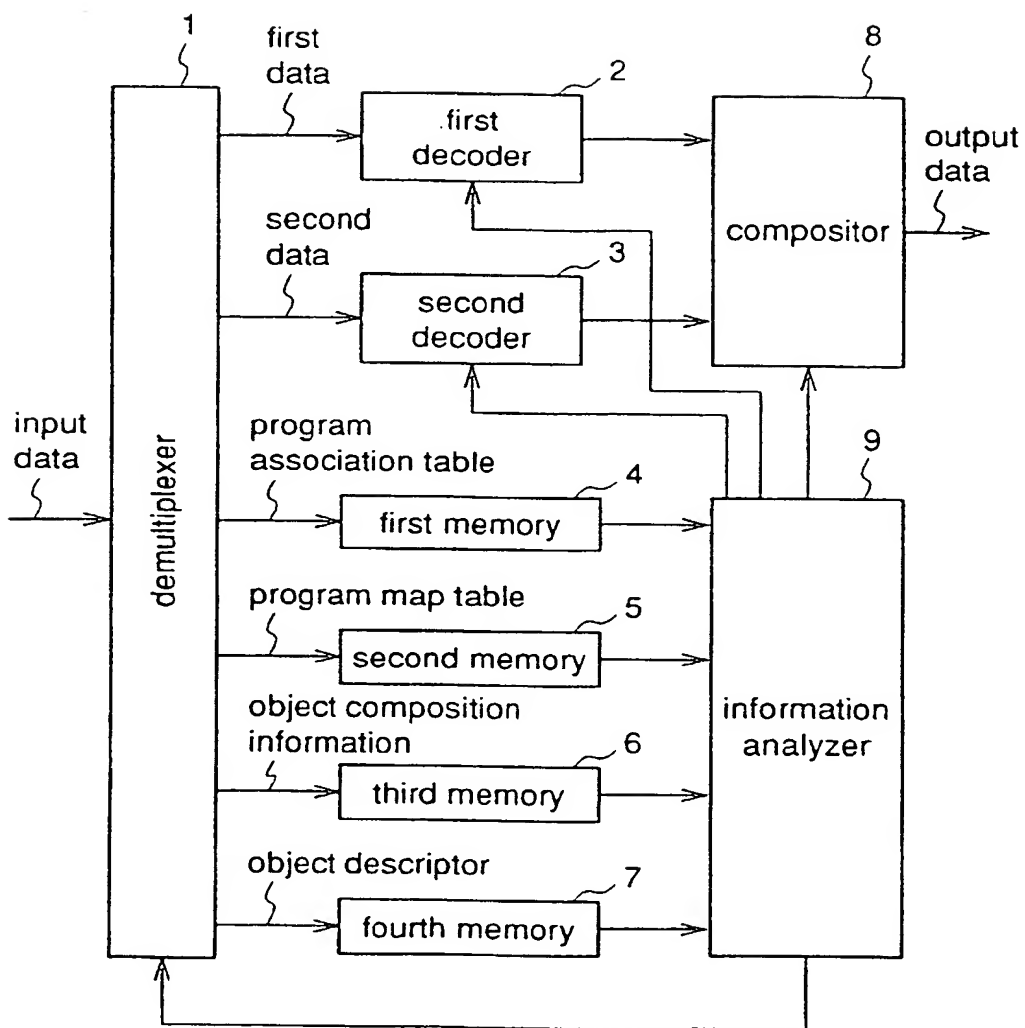 1
first
data
2
.first
decoder
8
output
data
compositor
second
data
3
second
decoder
input
data
demultiplexer
program
association table
4
first memory
9
program map table
5
second memory
information
analyzer
object composition
information
6
third memory
object descriptor
7
fourth memory